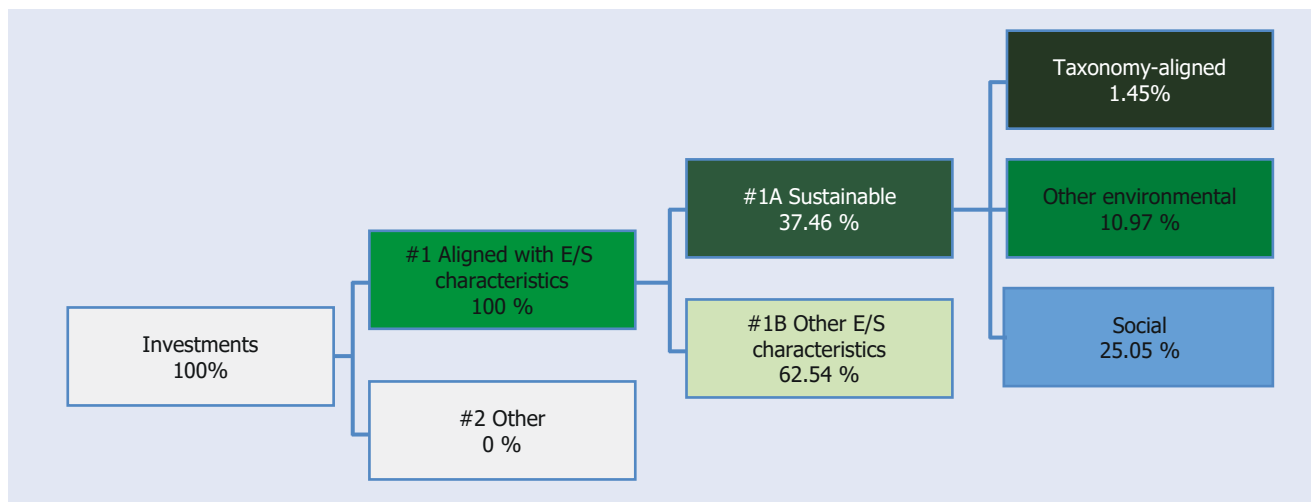 Investments
100%
#1 Aligned with E/S
characteristics
100 %
#2 Other
0 %
#1A Sustainable
37.46 %
#1B Other E/S
characteristics
62.54 %
Taxonomy-aligned
1.45%
Other environmental
10.97 %
Social
25.05 %